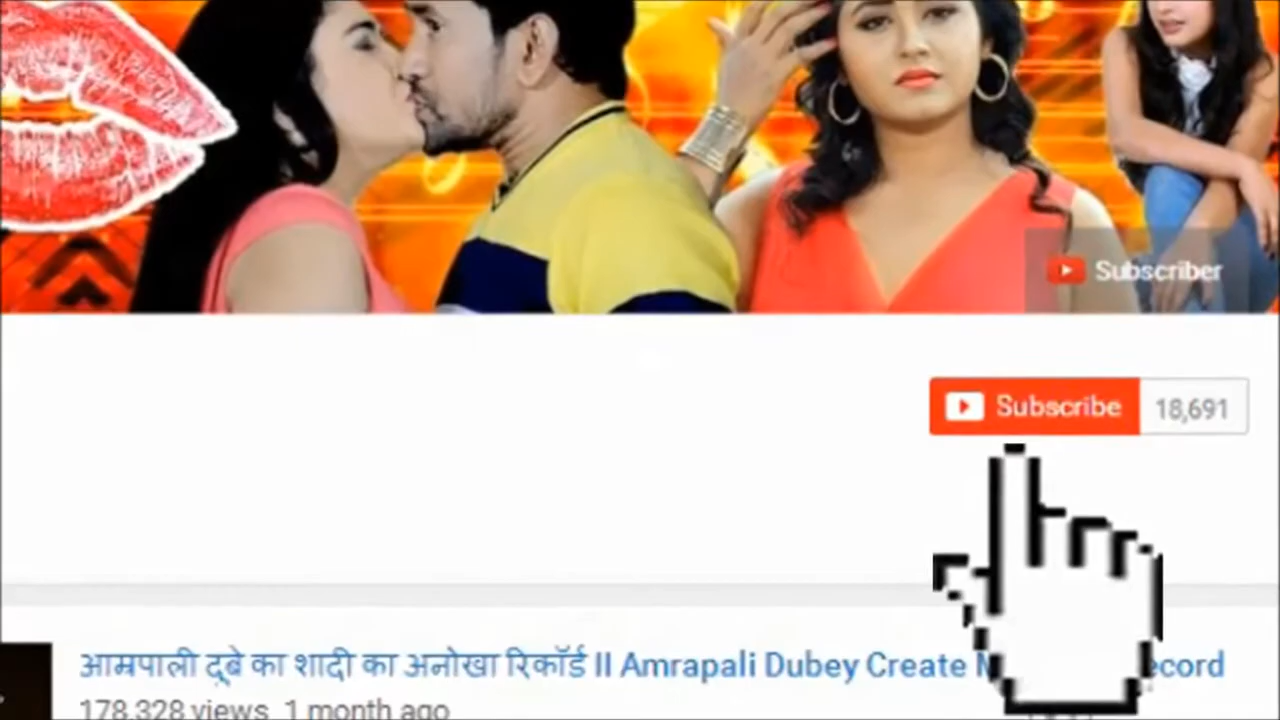 Subscriber
Subscribe 18,691
आम्रपाली दूबे का शादी का अनोखा रिकॉर्ड II Amrapali Dubey Create
178,328 views 1 month ago